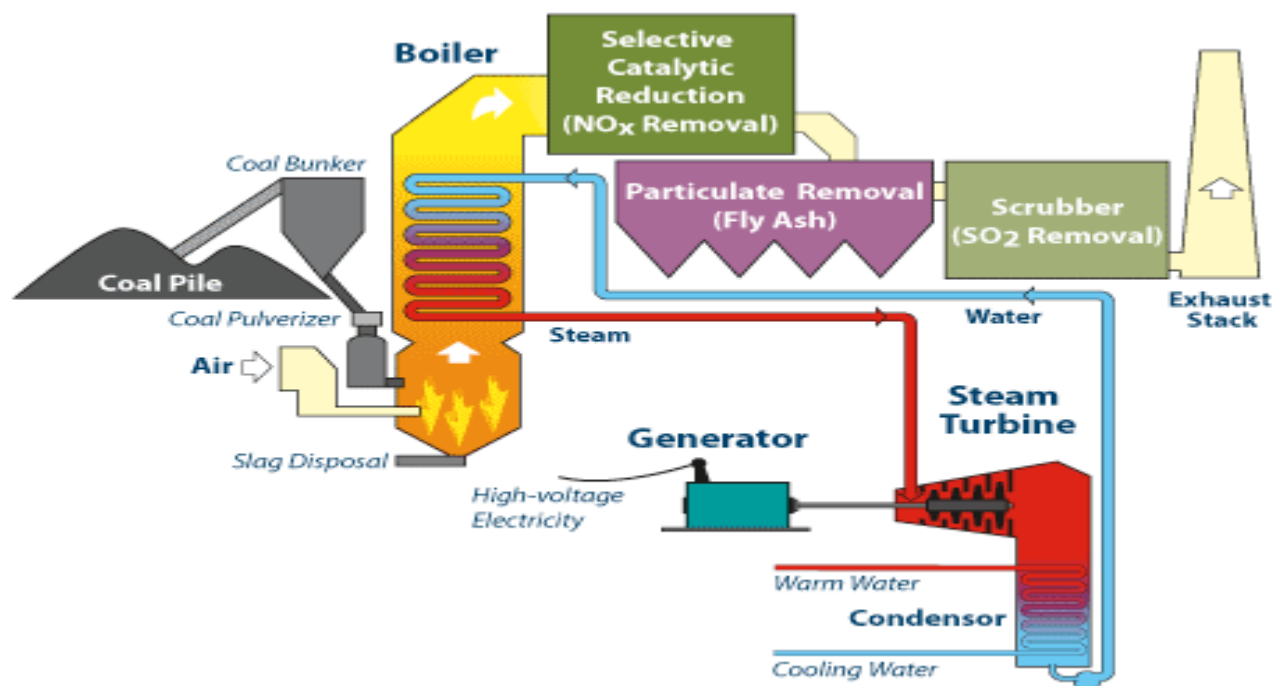 Boiler
Selective
Catalytic
Reduction
(NOx Removal)
Coal Bunker
Particulate Removal
(Fly Ash)
Scrubber
(SO2 Removal)
Coal Pile
Coal Pulverizer
Steam
Water
Exhaust
Stack
Air
Steam
Turbine
Generator
Slag Disposal
High-voltage
Electricity
Warm Water
Condensor
Cooling Water